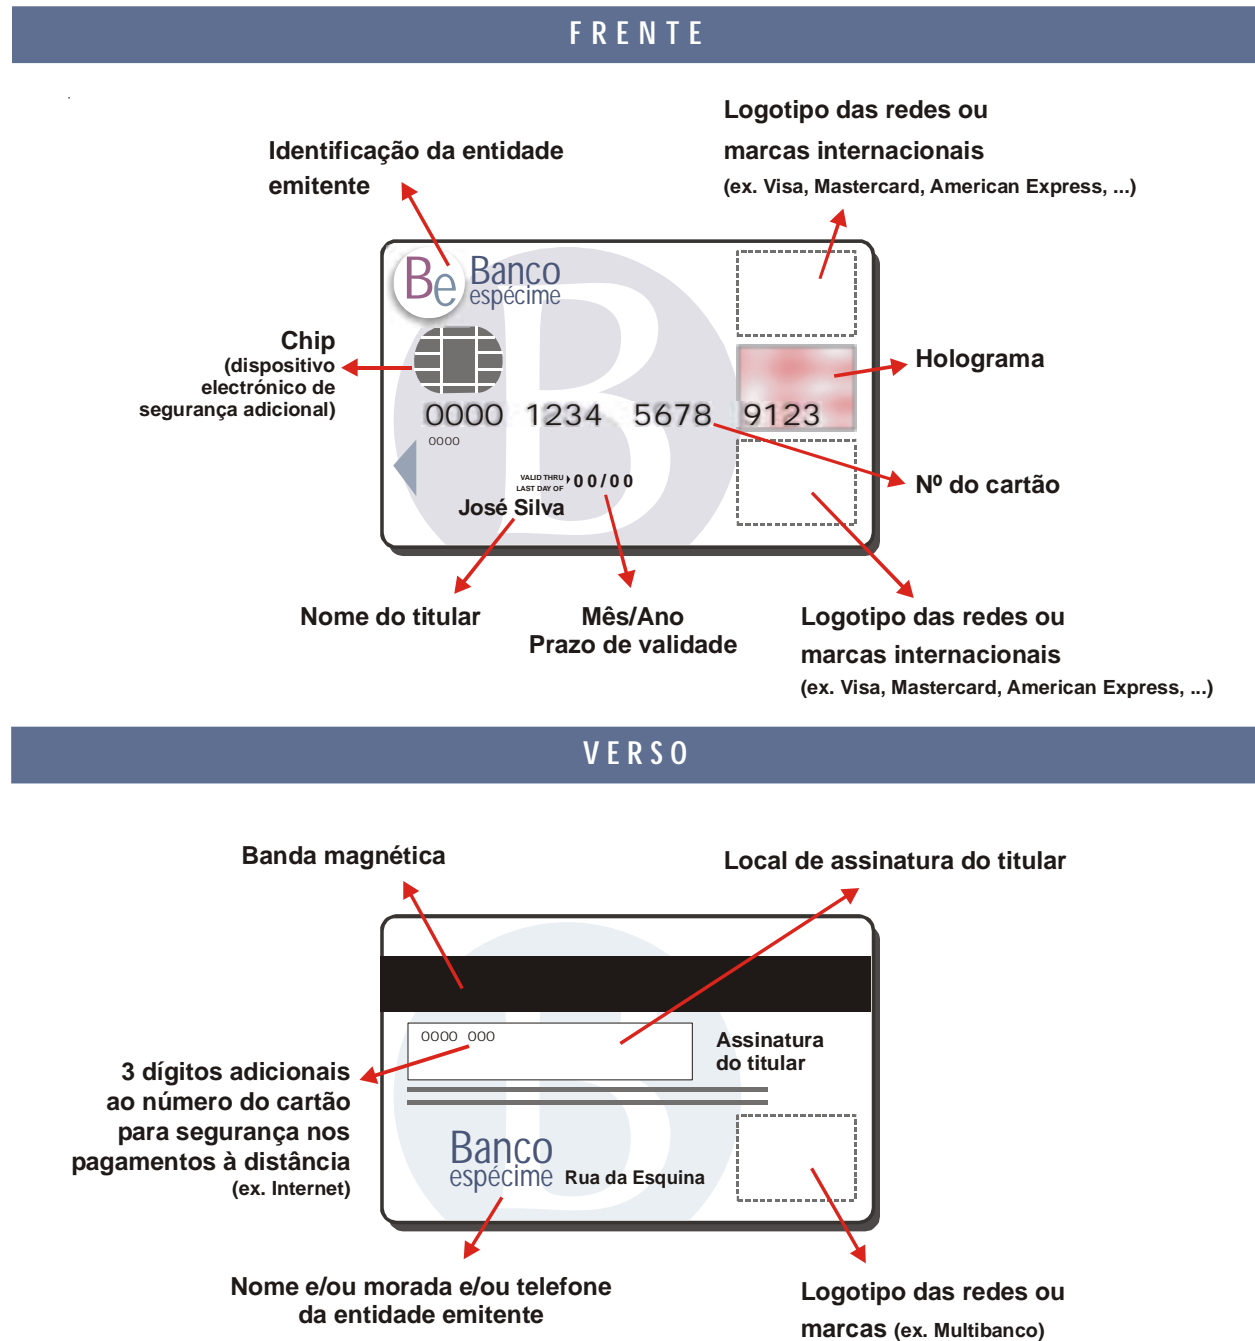 FRENTE
Logotipo das redes ou
marcas internacionais
(ex. Visa, Mastercard, American Express, ...)
Identificação da entidade
emitente
Be Banco
espécime
Chip
(dispositivo
electrónico de
segurança adicional)
Holograma
0000 1234 5678 9123
0000
Nº do cartão
VALID THRU
LAST DAY OF
00/00
José Silva
Nome do titular
Mês/Ano
Prazo de validade
Logotipo das redes ou
marcas internacionais
(ex. Visa, Mastercard, American Express, ...)
VERSO
Banda magnética
Local de assinatura do titular
0000 000
Assinatura
do titular
3 dígitos adicionais
ao número do cartão
para segurança nos
pagamentos à distância
(ex. Internet)
Banco
espécime
Rua da Esquina
Nome e/ou morada e/ou telefone
da entidade emitente
Logotipo das redes ou
marcas (ex. Multibanco)